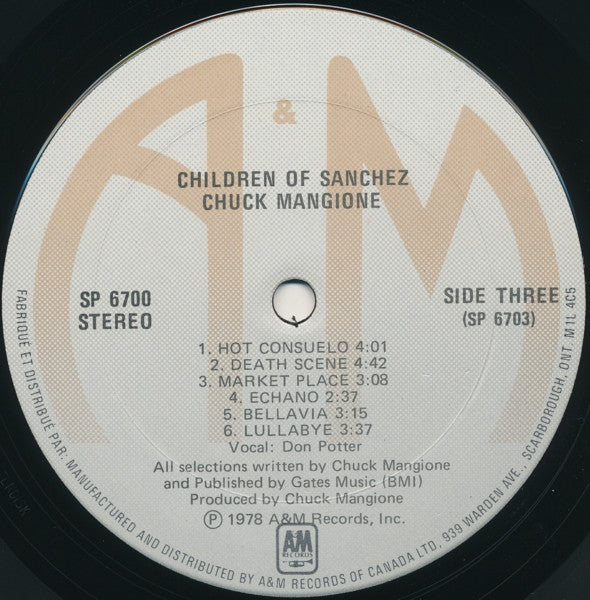 A & M
CHILDREN OF SANCHEZ
CHUCK MANGIONE
SP 6700
STEREO
SIDE THREE
(SP 6703)
1. HOT CONSUELO 4:01
2. DEATH SCENE 4:42
3. MARKET PLACE 3:08
4. ECHANO 2:37
5. BELLAVIA 3:15
6. LULLABYE 3:37
Vocal: Don Potter
All selections written by Chuck Mangione
and Published by Gates Music (BMI)
Produced by Chuck Mangione
℗ 1978 A&M Records, Inc.
AM
RECORDS
FABRIQUÉ ET DISTRIBUÉ PAR: MANUFACTURED AND DISTRIBUTED BY A&M RECORDS OF CANADA LTD, 939 WARDEN AVE., SCARBOROUGH, ONT. M1L 4C5